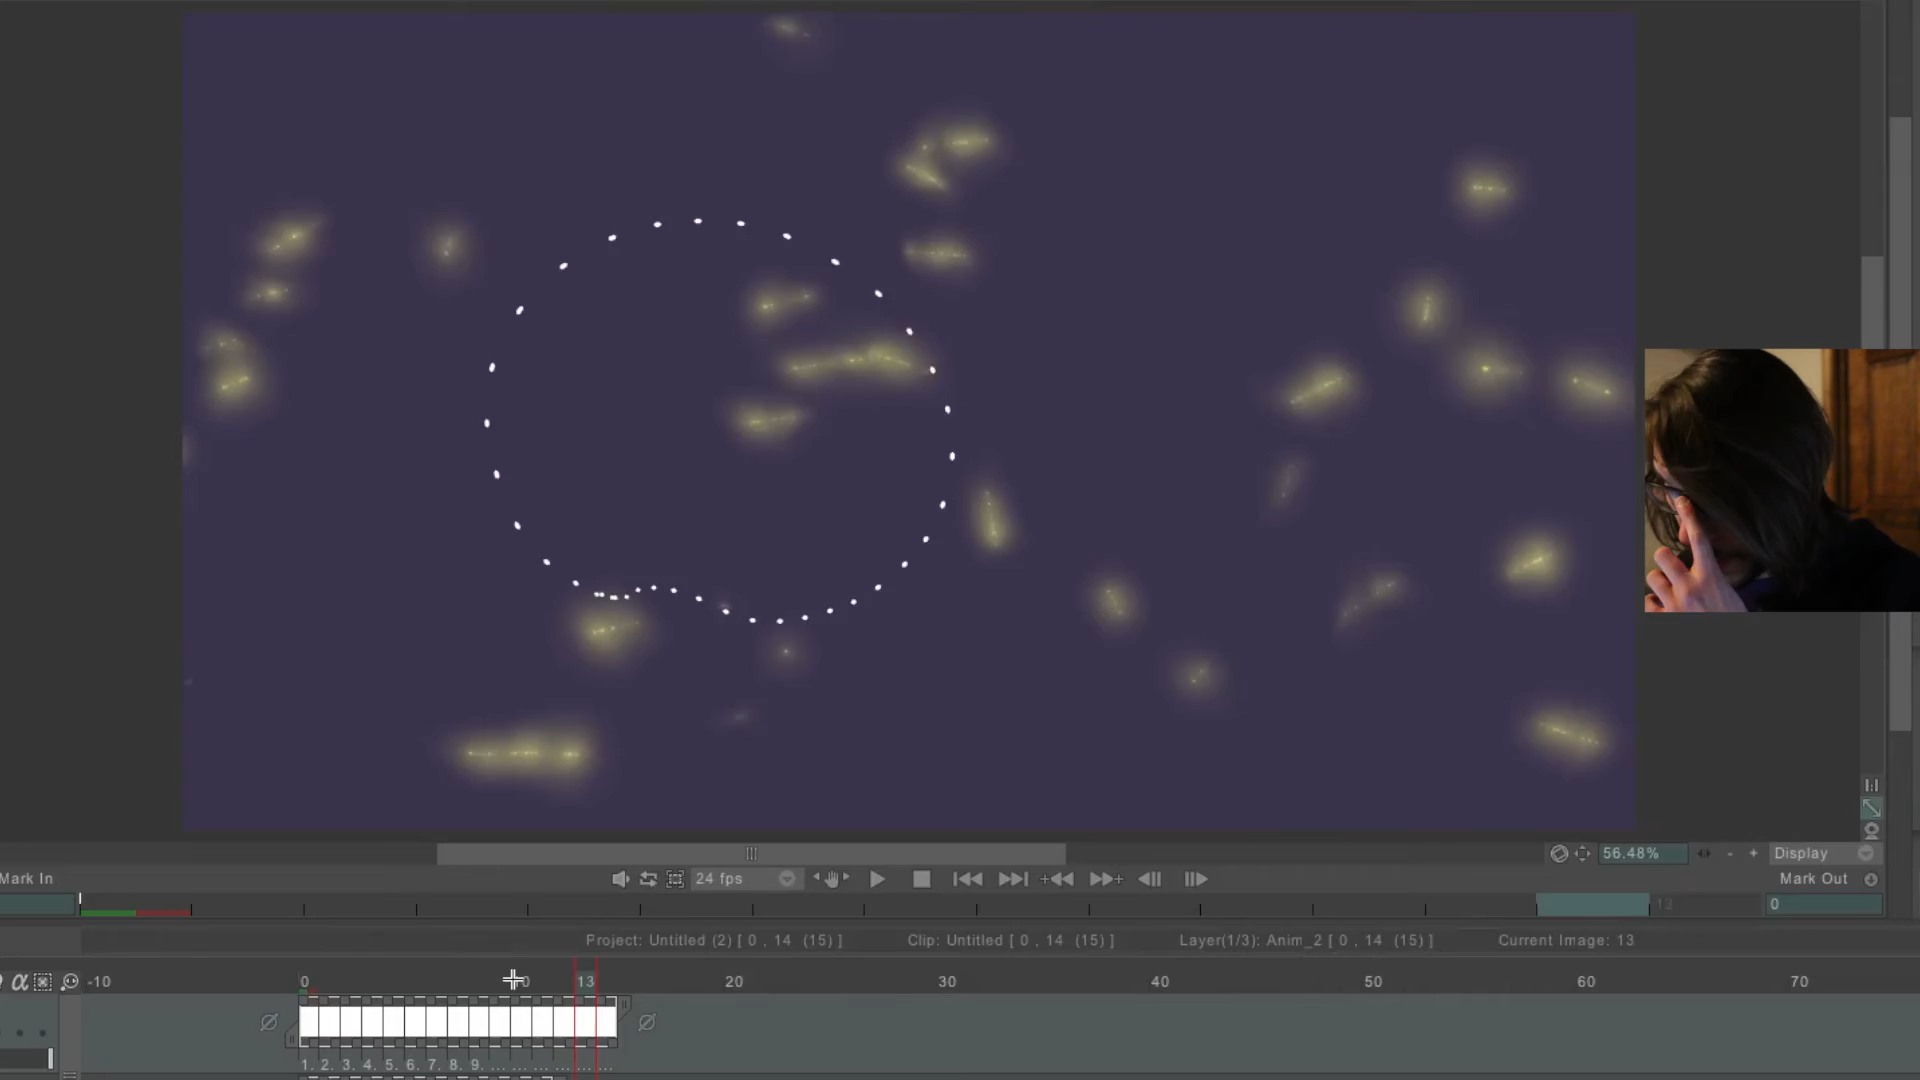 56.48%
- + Display
Mark In
24 fps
Mark Out
13
0
Project: Untitled (2) [ 0 , 14 (15) ]
Clip: Untitled [ 0 , 14 (15) ]
Layer(1/3): Anim_2 [ 0 , 14 (15) ]
Current Image: 13
α -10 0 13 20 30 40 50 60 70
1. 2. 3. 4. 5. 6. 7. 8. 9. ... ... ... ... ... ...